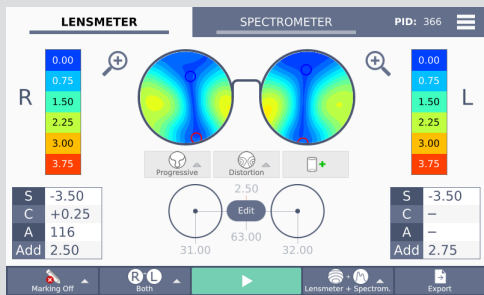 LENSMETER
SPECTROMETER
PID: 366
R
0.00
0.75
1.50
2.25
3.00
3.75
0.00
0.75
1.50
2.25
3.00
3.75
L
Progressive
Distortion
S -3.50
C +0.25
A 116
Add 2.50
2.50
Edit
63.00
31.00
32.00
S -3.50
C –
A –
Add 2.75
Marking Off
R L
Both
Lensmeter + Spectrom.
Export